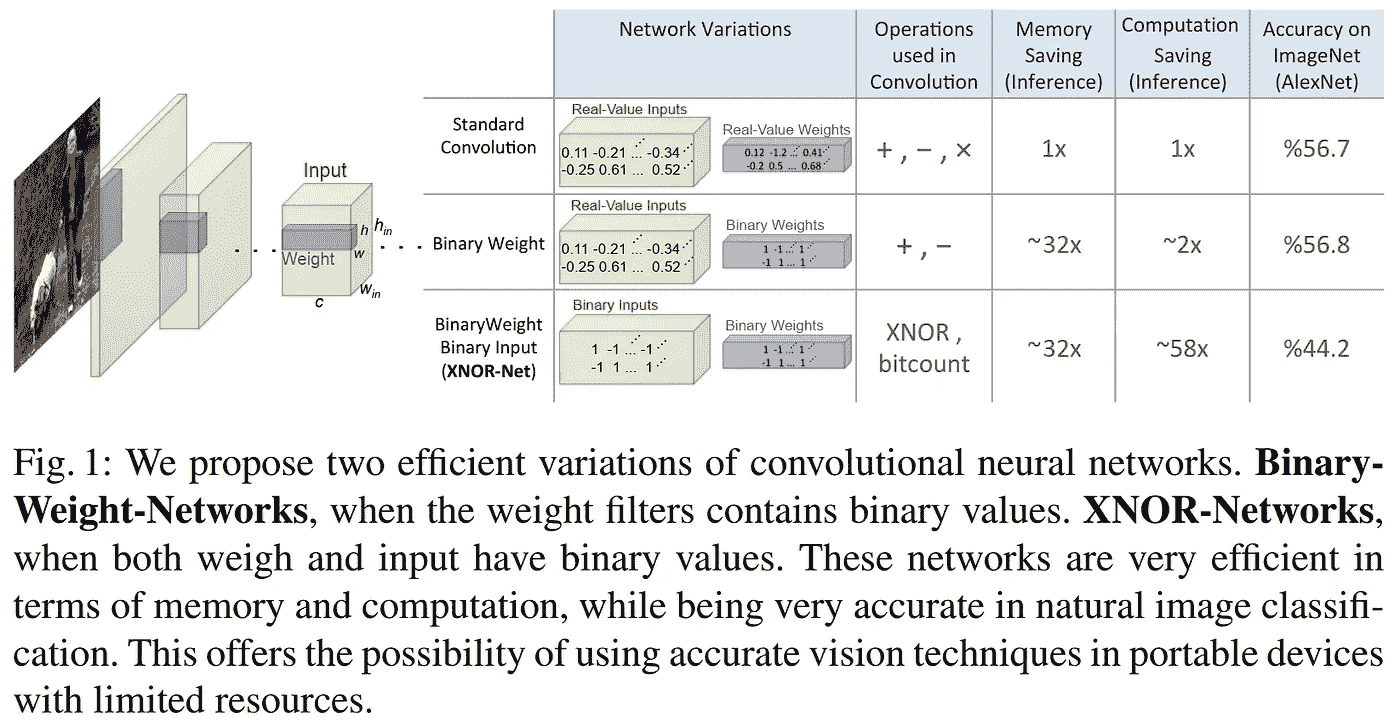 Network Variations
Operations used in Convolution
Memory Saving (Inference)
Computation Saving (Inference)
Accuracy on ImageNet (AlexNet)
Input
Weight
h
w
h_in
w_in
c
Standard Convolution
Real-Value Inputs
0.11 -0.21 ... -0.34
-0.25 0.61 ... 0.52
Real-Value Weights
0.12 -1.2 ... 0.41
-0.2 0.5 ... 0.68
+ , − , ×
1x
1x
%56.7
Binary Weight
Real-Value Inputs
0.11 -0.21 ... -0.34
-0.25 0.61 ... 0.52
Binary Weights
1 -1 ... 1
-1 1 ... 1
+ , −
~32x
~2x
%56.8
BinaryWeight
Binary Input
(XNOR-Net)
Binary Inputs
1 -1 ... -1
-1 1 ... 1
Binary Weights
1 -1 ... 1
-1 1 ... 1
XNOR ,
bitcount
~32x
~58x
%44.2
Fig. 1: We propose two efficient variations of convolutional neural networks. Binary-
Weight-Networks, when the weight filters contains binary values. XNOR-Networks,
when both weigh and input have binary values. These networks are very efficient in
terms of memory and computation, while being very accurate in natural image classifi-
cation. This offers the possibility of using accurate vision techniques in portable devices
with limited resources.